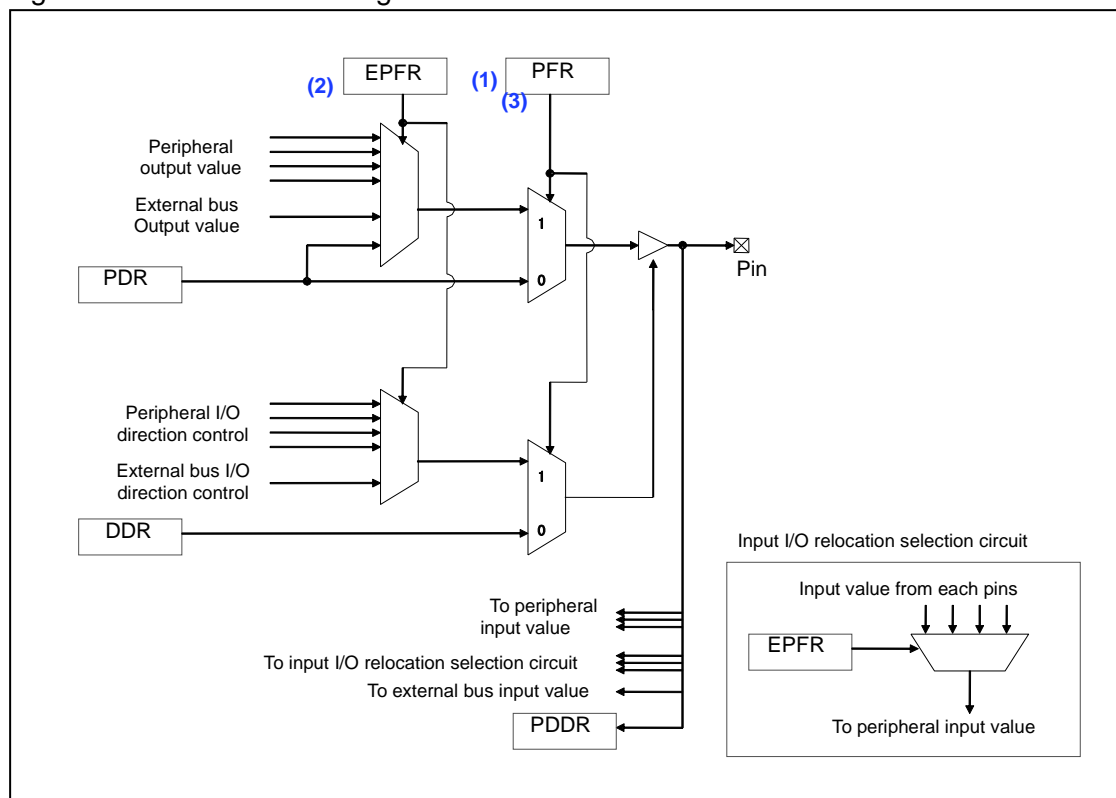 EPFR
(2)
PFR
(1)
(3)
Peripheral
output value
External bus
Output value
PDR
1
0
Pin
Peripheral I/O
direction control
External bus I/O
direction control
DDR
1
0
Input I/O relocation selection circuit
Input value from each pins
EPFR
To peripheral input value
To peripheral
input value
To input I/O relocation selection circuit
To external bus input value
PDDR